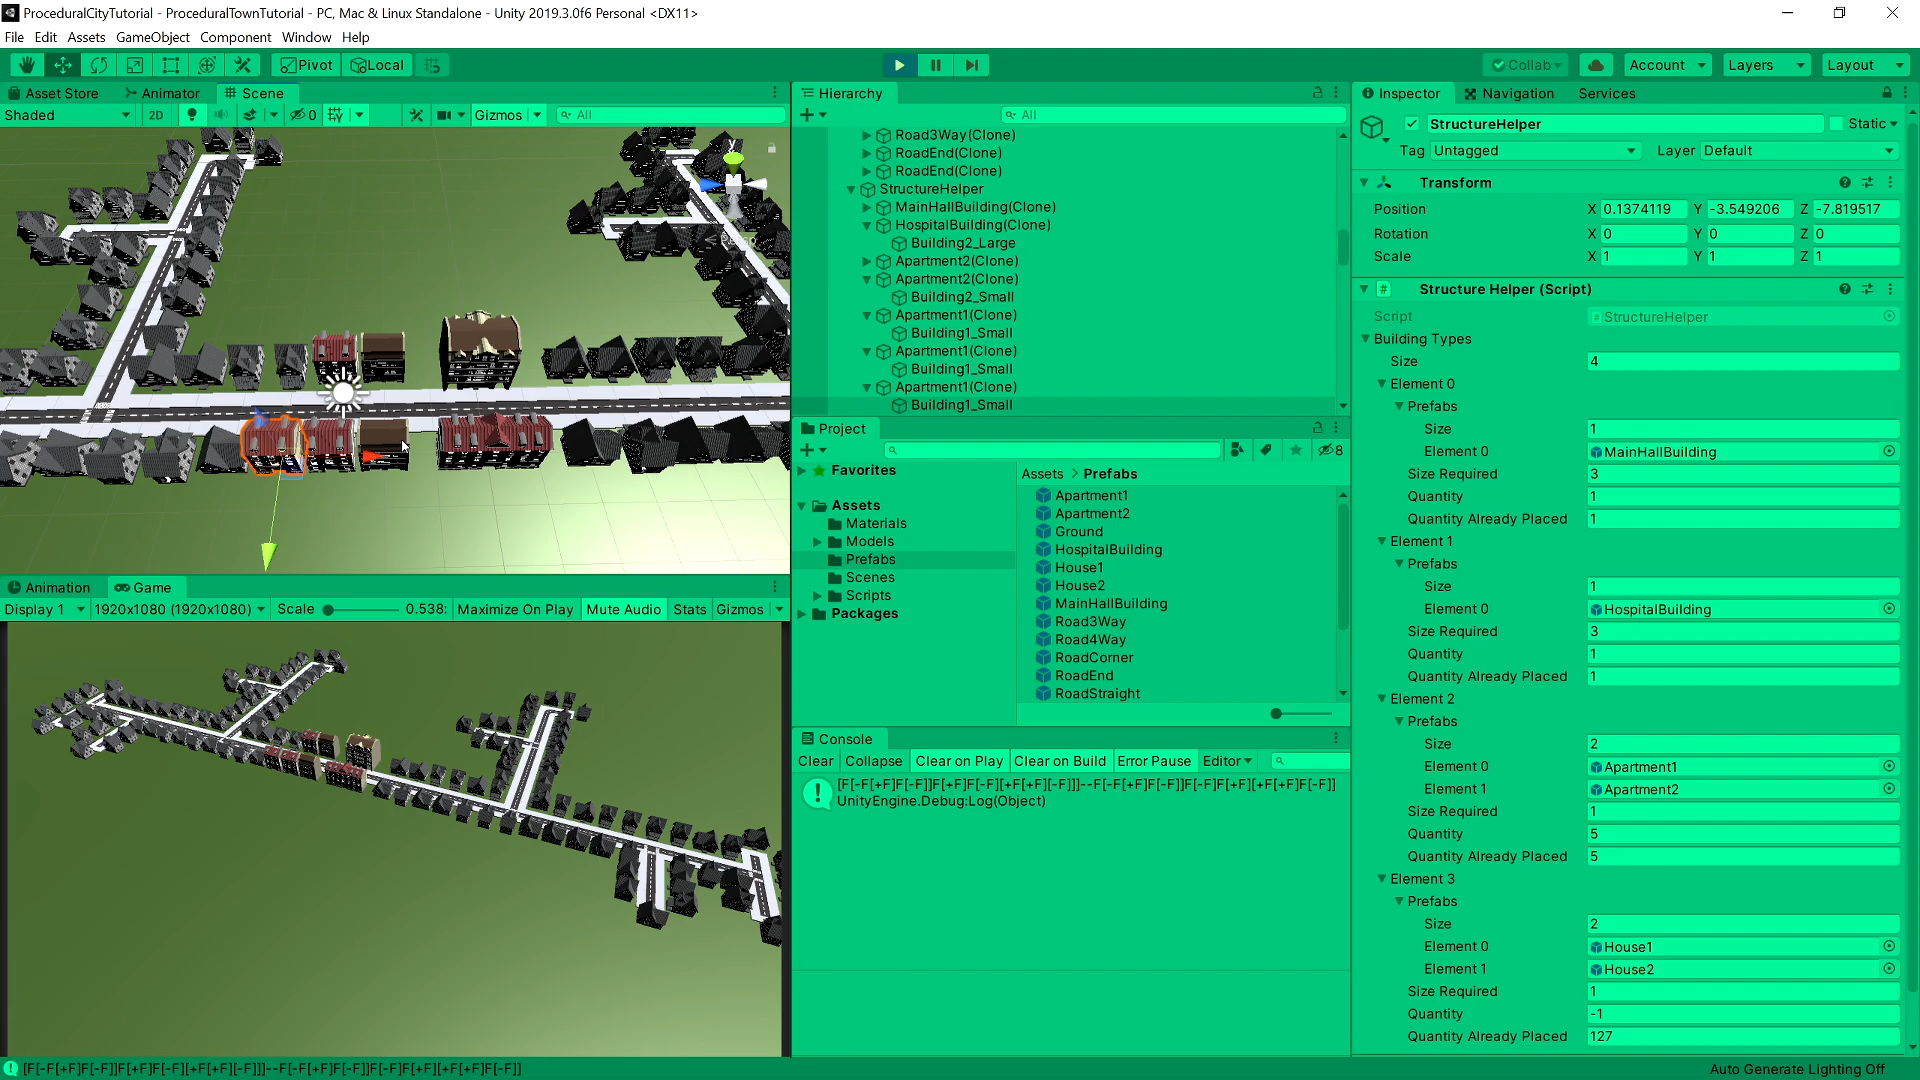 ProceduralCityTutorial - ProceduralTownTutorial - PC, Mac & Linux Standalone - Unity 2019.3.0f6 Personal <DX11>
File Edit Assets GameObject Component Window Help
Pivot Local Collab Account Layers Layout
Asset Store Animator Scene
Shaded 2D 0 Gizmos All
Persp
y
Animation Game
Display 1 1920x1080 (1920x1080) Scale 0.538: Maximize On Play Mute Audio Stats Gizmos
Hierarchy
All
Road3Way(Clone)
RoadEnd(Clone)
RoadEnd(Clone)
StructureHelper
MainHallBuilding(Clone)
HospitalBuilding(Clone)
Building2_Large
Apartment2(Clone)
Apartment2(Clone)
Building2_Small
Apartment1(Clone)
Building1_Small
Apartment1(Clone)
Building1_Small
Apartment1(Clone)
Building1_Small
Project
8
Favorites
Assets
Materials
Models
Prefabs
Scenes
Scripts
Packages
Assets > Prefabs
Apartment1
Apartment2
Ground
HospitalBuilding
House1
House2
MainHallBuilding
Road3Way
Road4Way
RoadCorner
RoadEnd
RoadStraight
Console
Clear Collapse Clear on Play Clear on Build Error Pause Editor
[F[-F[+F]F[-F]]F[+F]F[-F][+F[+F][-F]]]--F[-F[+F]F[-F]]F[-F]F[+F][+F[+F]F[-F]]
UnityEngine.Debug:Log(Object)
Inspector Navigation Services
StructureHelper Static
Tag Untagged Layer Default
Transform
Position X 0.1374119 Y -3.549206 Z -7.819517
Rotation X 0 Y 0 Z 0
Scale X 1 Y 1 Z 1
Structure Helper (Script)
Script StructureHelper
Building Types
Size 4
Element 0
Prefabs
Size 1
Element 0 MainHallBuilding
Size Required 3
Quantity 1
Quantity Already Placed 1
Element 1
Prefabs
Size 1
Element 0 HospitalBuilding
Size Required 3
Quantity 1
Quantity Already Placed 1
Element 2
Prefabs
Size 2
Element 0 Apartment1
Element 1 Apartment2
Size Required 1
Quantity 5
Quantity Already Placed 5
Element 3
Prefabs
Size 2
Element 0 House1
Element 1 House2
Size Required 1
Quantity -1
Quantity Already Placed 127
[F[-F[+F]F[-F]]F[+F]F[-F][+F[+F][-F]]]--F[-F[+F]F[-F]]F[-F]F[+F][+F[+F]F[-F]]
Auto Generate Lighting Off